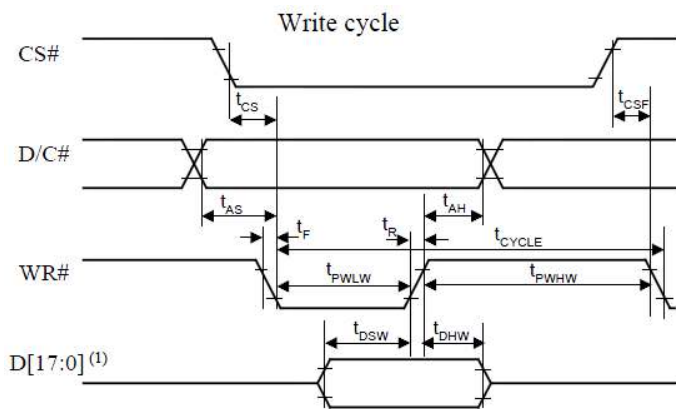 Write cycle
CS#
tCS
tCSF
D/C#
tAS
tAH
tF
tR
tCYCLE
WR#
tPWLW
tPWHW
tDSW
tDHW
D[17:0] (1)